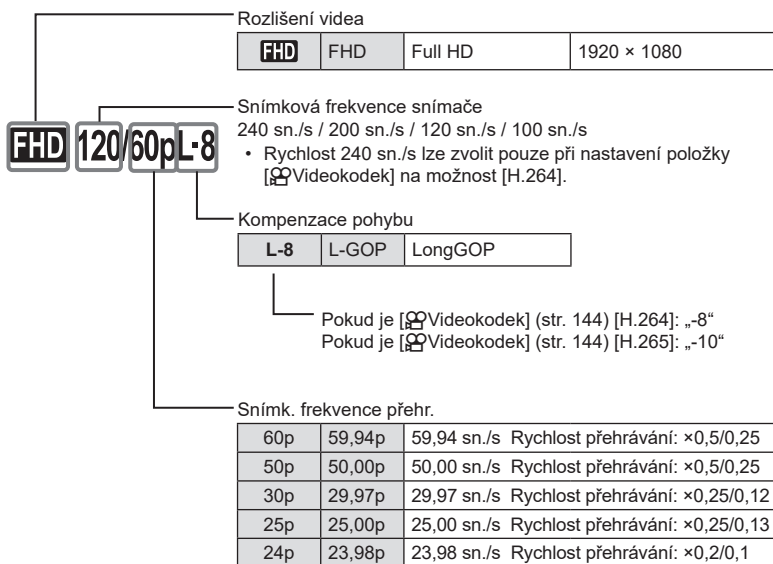 Rozlišení videa
FHD FHD Full HD 1920 × 1080
FHD 120/60p L-8
Snímková frekvence snímače
240 sn./s / 200 sn./s / 120 sn./s / 100 sn./s
• Rychlost 240 sn./s lze zvolit pouze při nastavení položky
[Videokodek] na možnost [H.264].
Kompenzace pohybu
L-8 L-GOP LongGOP
Pokud je [Videokodek] (str. 144) [H.264]: „-8“
Pokud je [Videokodek] (str. 144) [H.265]: „-10“
Snímk. frekvence přehr.
60p 59,94p 59,94 sn./s Rychlost přehrávání: ×0,5/0,25
50p 50,00p 50,00 sn./s Rychlost přehrávání: ×0,5/0,25
30p 29,97p 29,97 sn./s Rychlost přehrávání: ×0,25/0,12
25p 25,00p 25,00 sn./s Rychlost přehrávání: ×0,25/0,13
24p 23,98p 23,98 sn./s Rychlost přehrávání: ×0,2/0,1